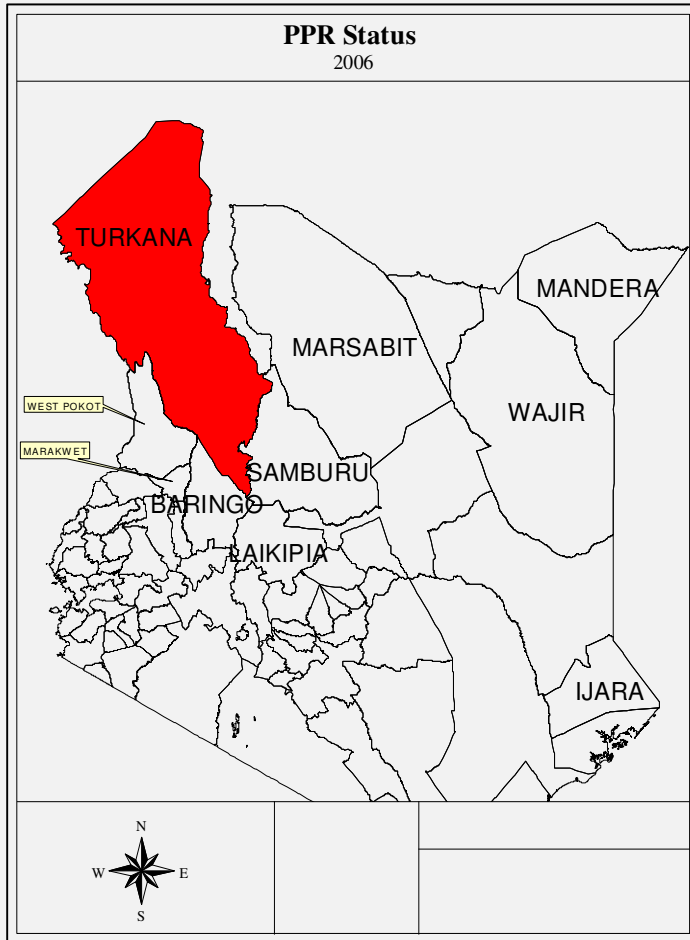 PPR Status
2006
TURKANA
MANDERA
MARSABIT
WEST POKOT
WAJIR
MARAKWET
SAMBURU
BARINGO
LAIKIPIA
IJARA
N
W
E
S